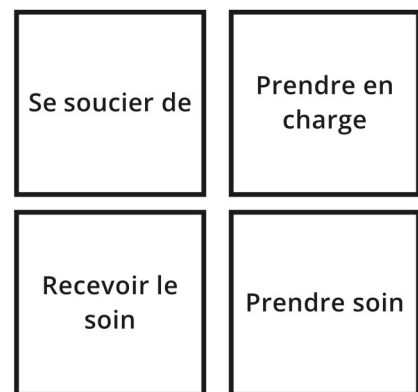 Se soucier de
Prendre en
charge
Recevoir le
soin
Prendre soin